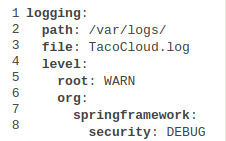 1 logging:
2   path: /var/logs/
3   file: TacoCloud.log
4   level:
5     root: WARN
6     org:
7       springframework:
8         security: DEBUG